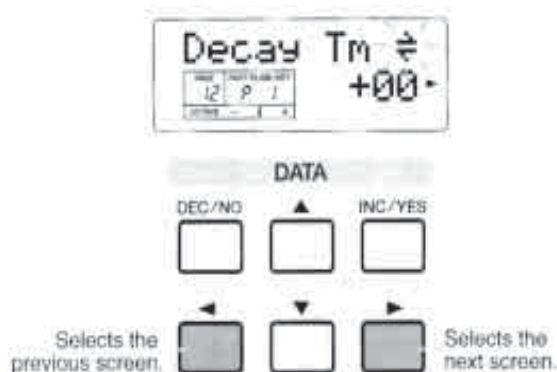 Decay Tm ⇌
+00
12 P 1
DATA
DEC/NO ▲ INC/YES
◄ ▼ ►
Selects the previous screen.
Selects the next screen.